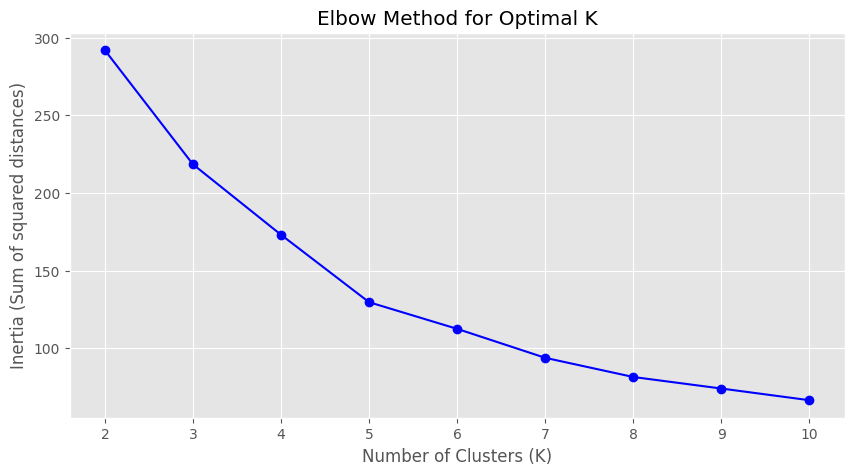 Elbow Method for Optimal K
300
250
200
150
100
Inertia (Sum of squared distances)
2 3 4 5 6 7 8 9 10
Number of Clusters (K)